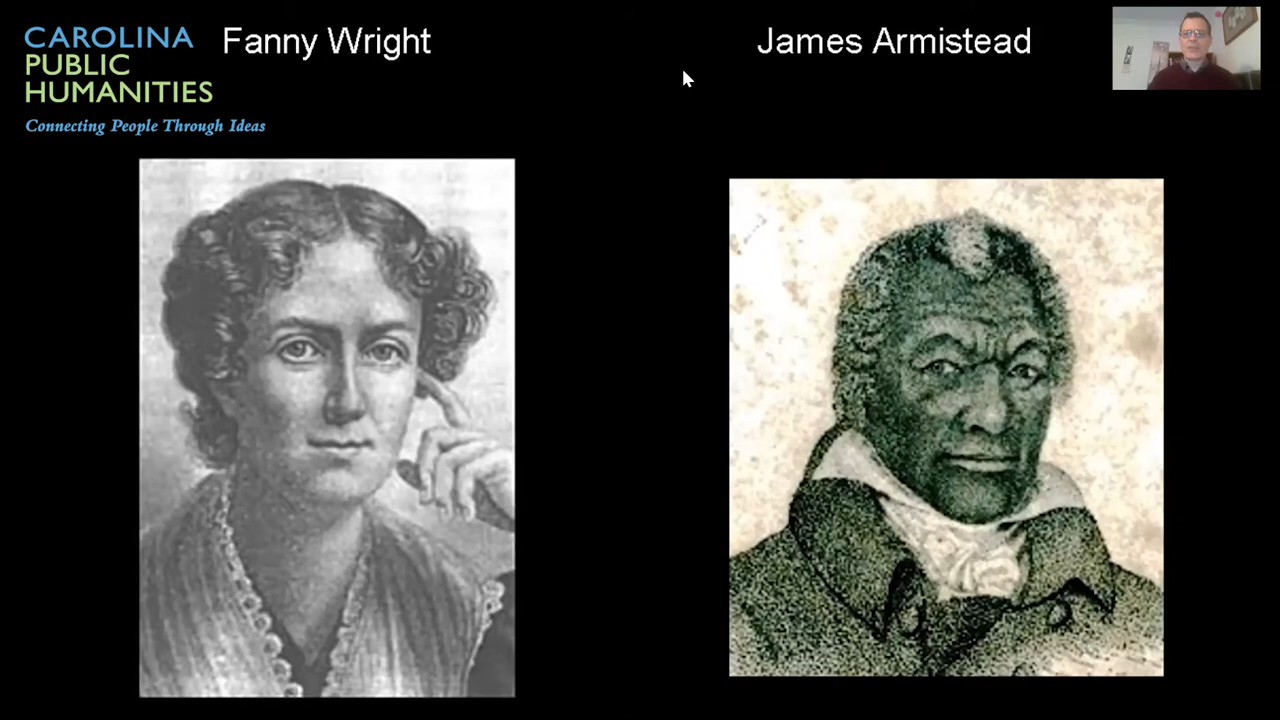 CAROLINA
PUBLIC
HUMANITIES
Connecting People Through Ideas
Fanny Wright
James Armistead